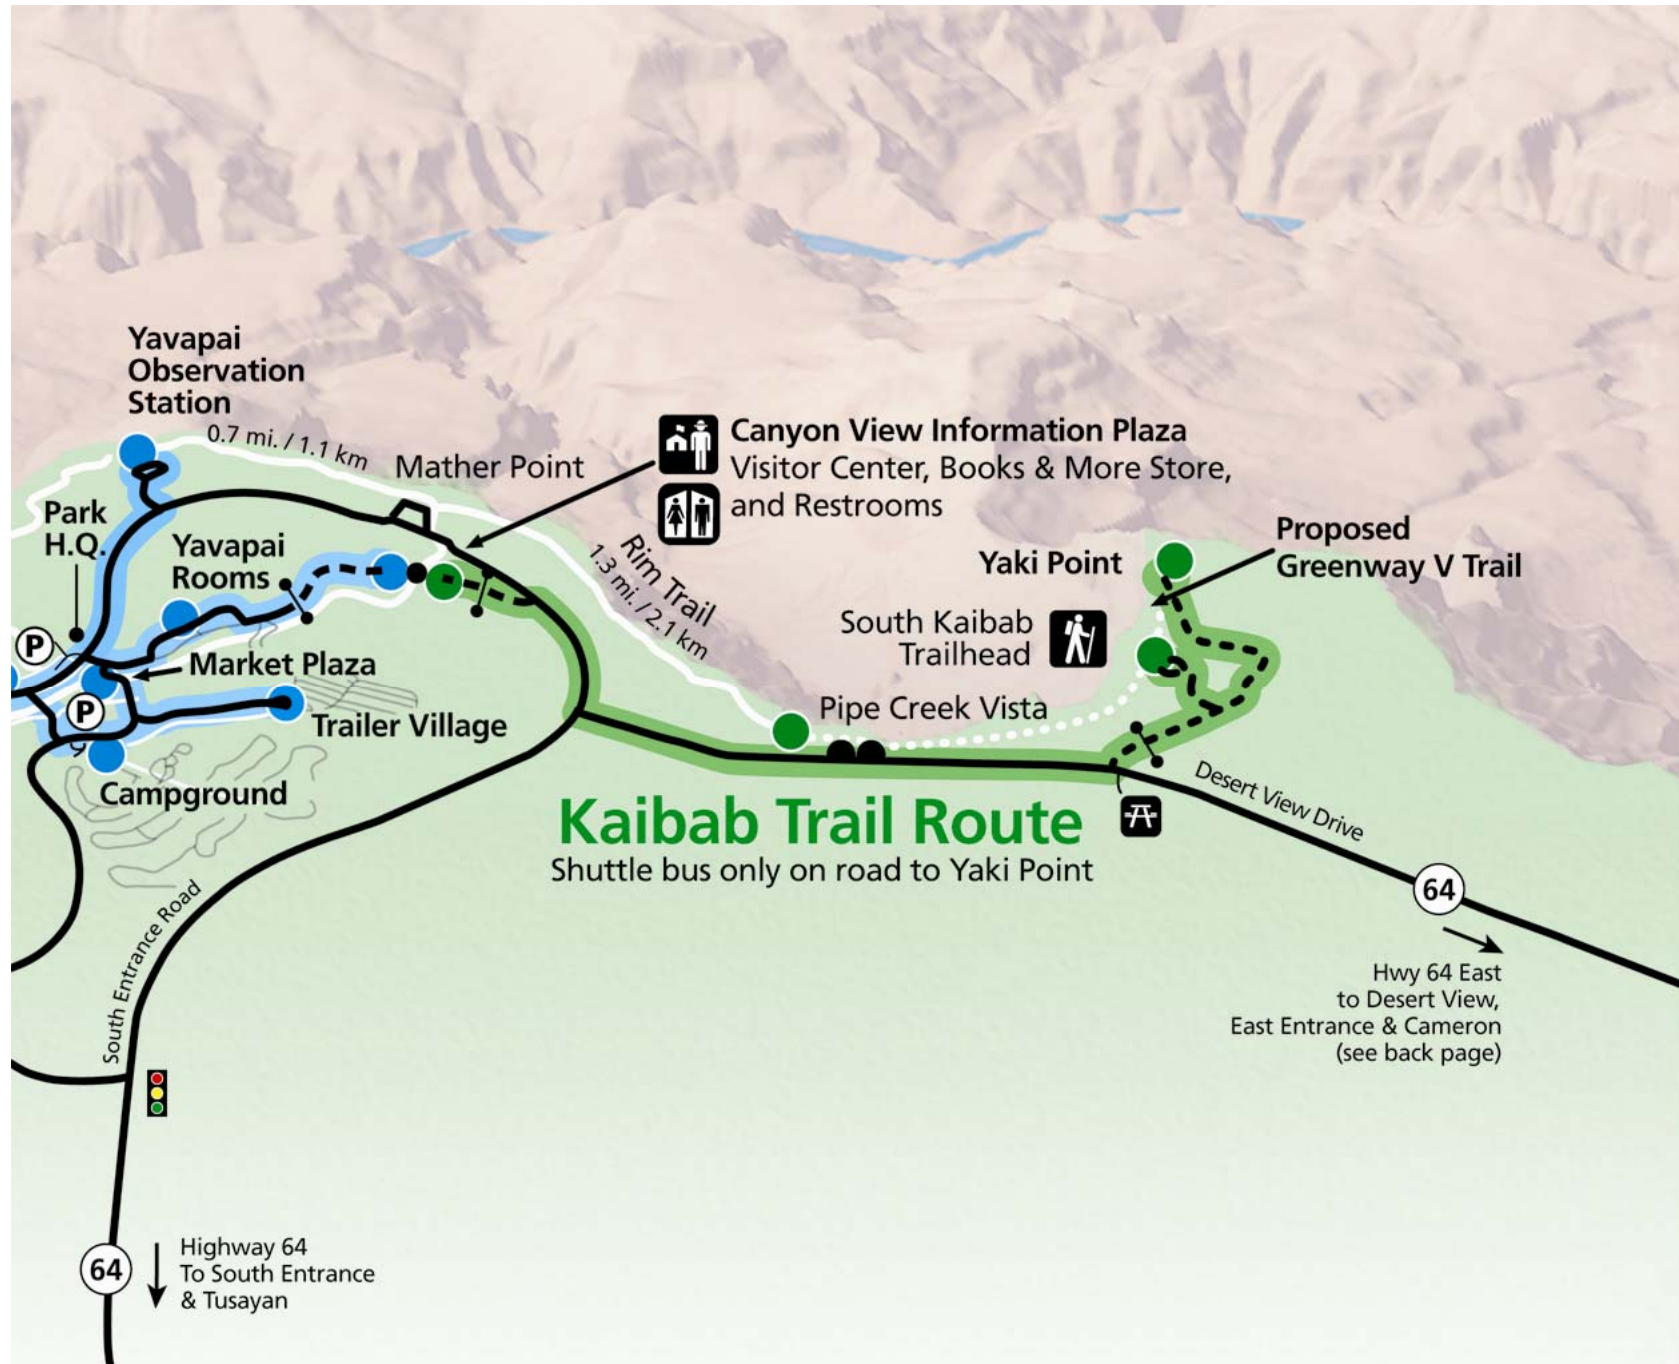 Yavapai
Observation
Station
0.7 mi. / 1.1 km
Mather Point
Canyon View Information Plaza
Visitor Center, Books & More Store,
and Restrooms
Park
H.Q.
Yavapai
Rooms
Rim Trail
1.3 mi. / 2.1 km
Yaki Point
Proposed
Greenway V Trail
South Kaibab
Trailhead
P
Market Plaza
P
Trailer Village
Pipe Creek Vista
Campground
Kaibab Trail Route
Shuttle bus only on road to Yaki Point
Desert View Drive
64
Hwy 64 East
to Desert View,
East Entrance & Cameron
(see back page)
South Entrance Road
64
Highway 64
To South Entrance
& Tusayan